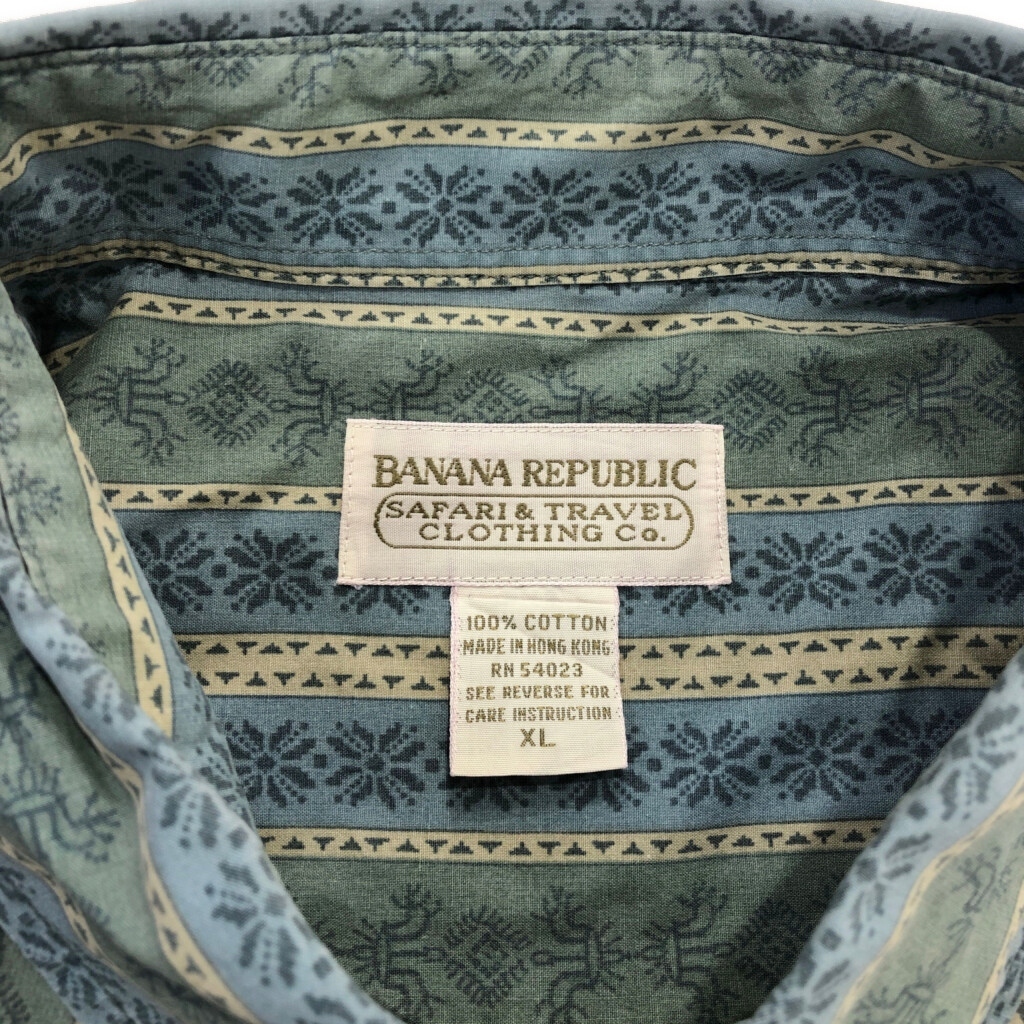 BANANA REPUBLIC
SAFARI & TRAVEL
CLOTHING Co.
100% COTTON
MADE IN HONG KONG
RN 54023
SEE REVERSE FOR
CARE INSTRUCTION
XL